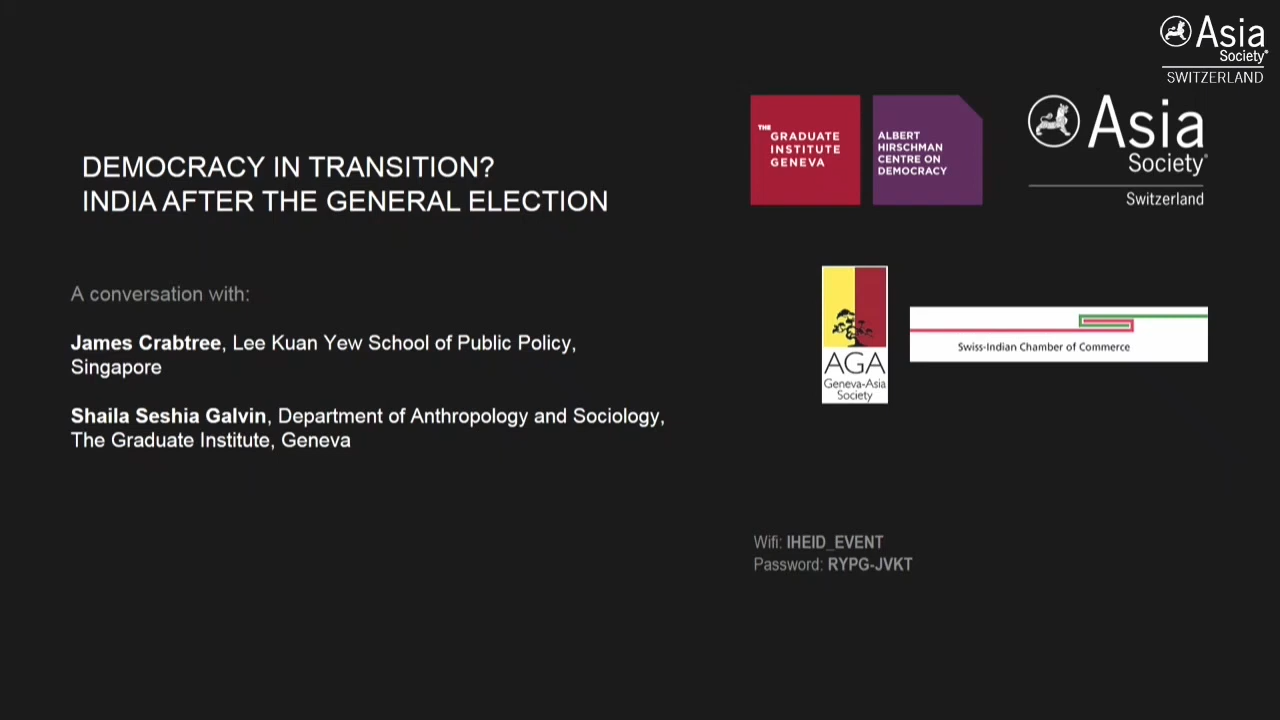 Asia
Society
SWITZERLAND
DEMOCRACY IN TRANSITION?
INDIA AFTER THE GENERAL ELECTION
A conversation with:
James Crabtree, Lee Kuan Yew School of Public Policy,
Singapore
Shaila Seshia Galvin, Department of Anthropology and Sociology,
The Graduate Institute, Geneva
THE
GRADUATE
INSTITUTE
GENEVA
ALBERT
HIRSCHMAN
CENTRE ON
DEMOCRACY
Asia
Society
Switzerland
AGA
Geneva-Asia
Society
Swiss-Indian Chamber of Commerce
Wifi: IHEID_EVENT
Password: RYPG-JVKT